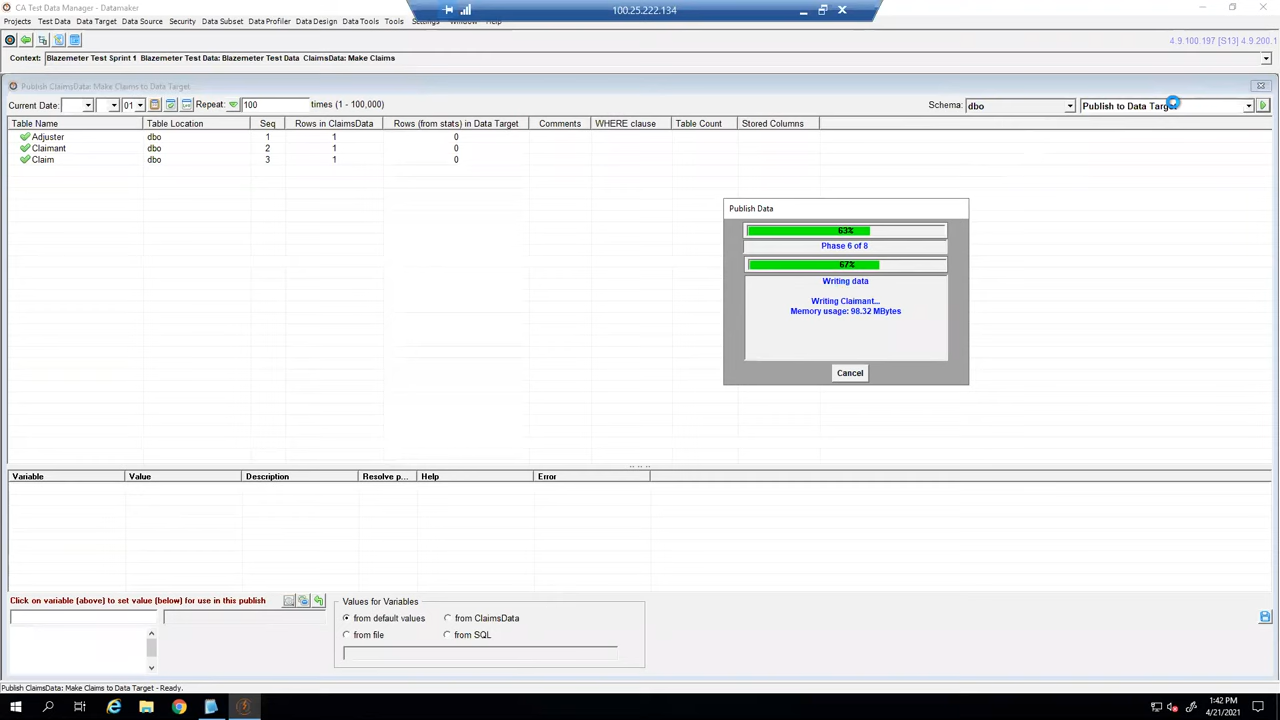 CA Test Data Manager - Datamaker
100.25.222.134
Projects Test Data Data Target Data Source Security Data Subset Data Profiler Data Design Data Tools Tools Settings Window Help
4.9.100.197 [S13] 4.9.200.1
Context: Blazemeter Test Sprint 1 Blazemeter Test Data: Blazemeter Test Data ClaimsData: Make Claims
Publish ClaimsData: Make Claims to Data Target
Current Date: 01 Repeat: 100 times (1 - 100,000) Schema: dbo Publish to Data Target
Table Name Table Location Seq Rows in ClaimsData Rows (from stats) in Data Target Comments WHERE clause Table Count Stored Columns
Adjuster dbo 1 1 0
Claimant dbo 2 1 0
Claim dbo 3 1 0
Publish Data
63%
Phase 6 of 8
67%
Writing data
Writing Claimant...
Memory usage: 98.32 MBytes
Cancel
Variable Value Description Resolve p... Help Error
Click on variable (above) to set value (below) for use in this publish
Values for Variables
from default values from ClaimsData
from file from SQL
Publish ClaimsData: Make Claims to Data Target - Ready.
1:42 PM
4/21/2021